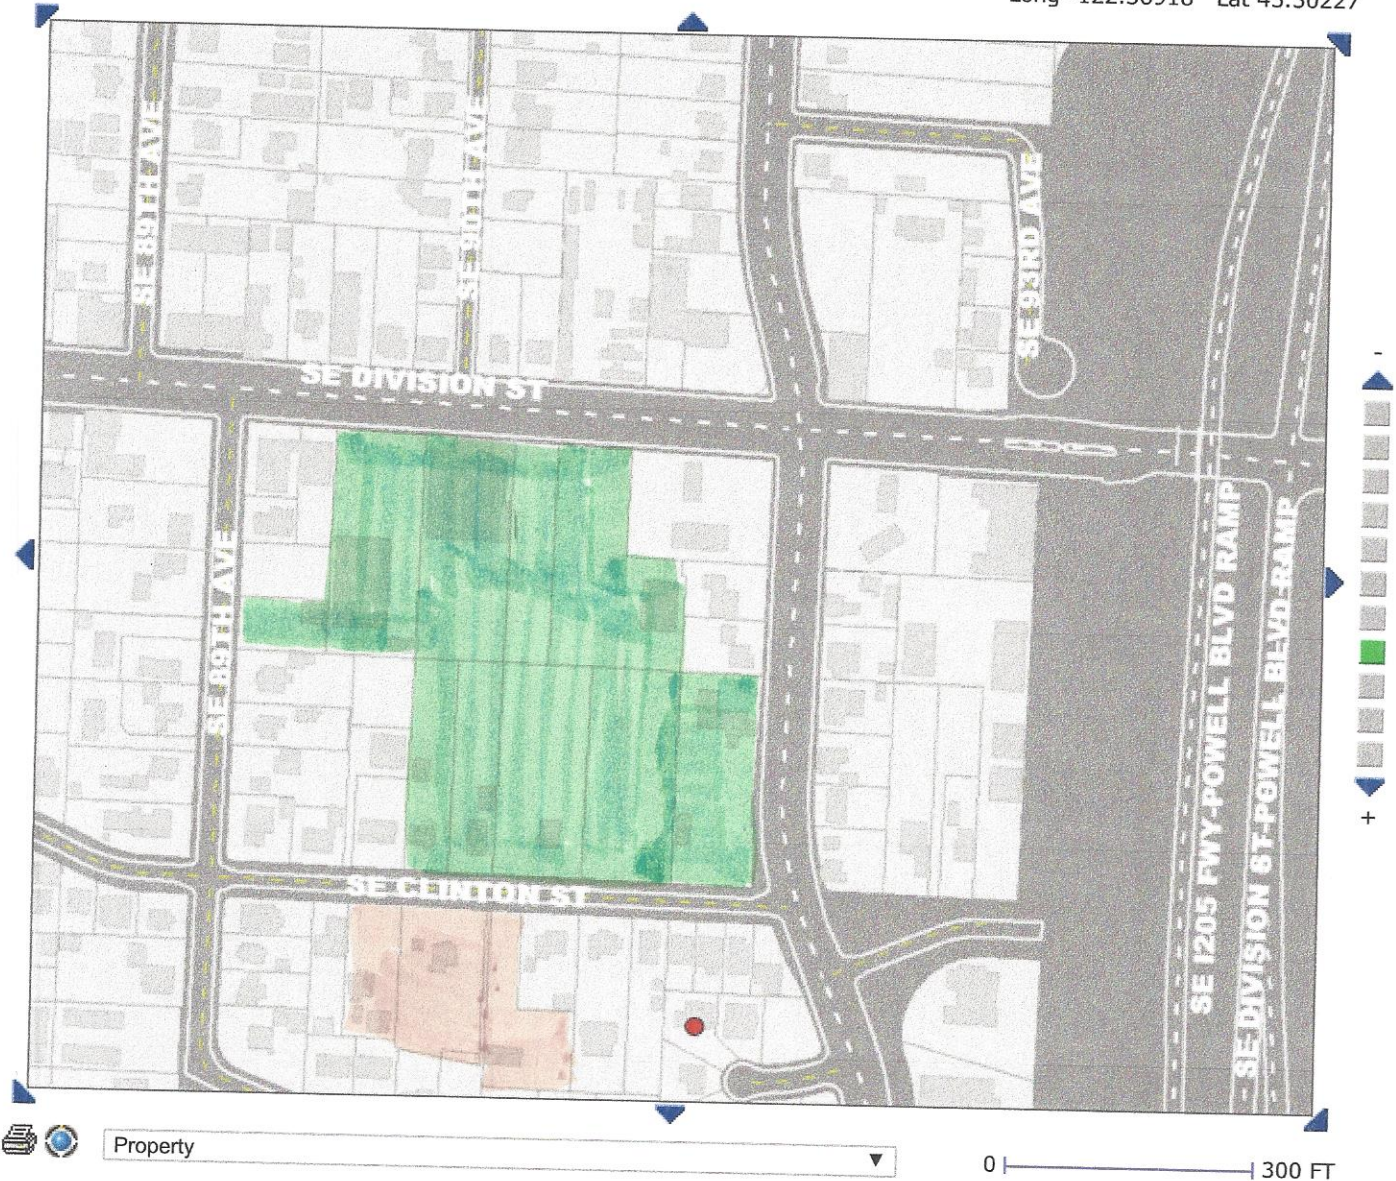 SE 89TH AVE
SE 90TH AVE
SE 93RD AVE
SE DIVISION ST
SE 89TH AVE
SE I205 FWY-POWELL BLVD RAMP
SE DIVISION ST-POWELL BLVD RAMP
SE CLINTON ST
-
+
Property
0 300 FT